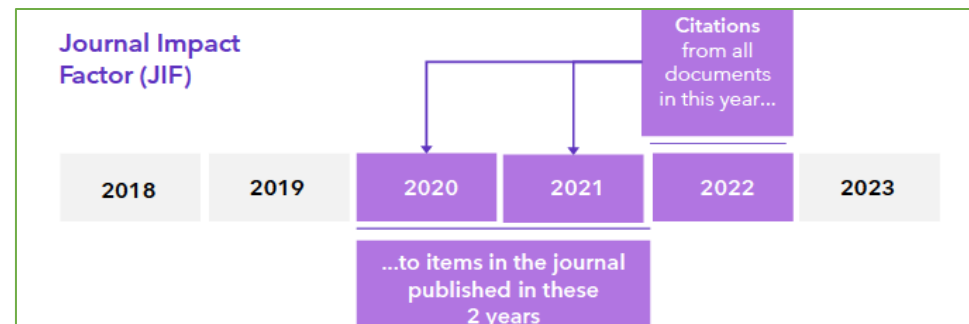 Journal Impact
Factor (JIF)
Citations
from all
documents
in this year...
2018 2019 2020 2021 2022 2023
...to items in the journal
published in these
2 years